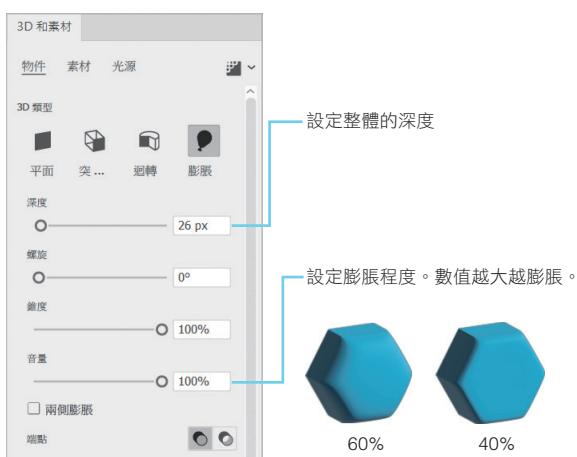 3D 和素材
物件 素材 光源
3D 類型
平面 突... 迴轉 膨脹
深度
26 px
螺旋
0°
錐度
100%
音量
100%
兩側膨脹
端點
設定整體的深度
設定膨脹程度。數值越大越膨脹。
60% 40%